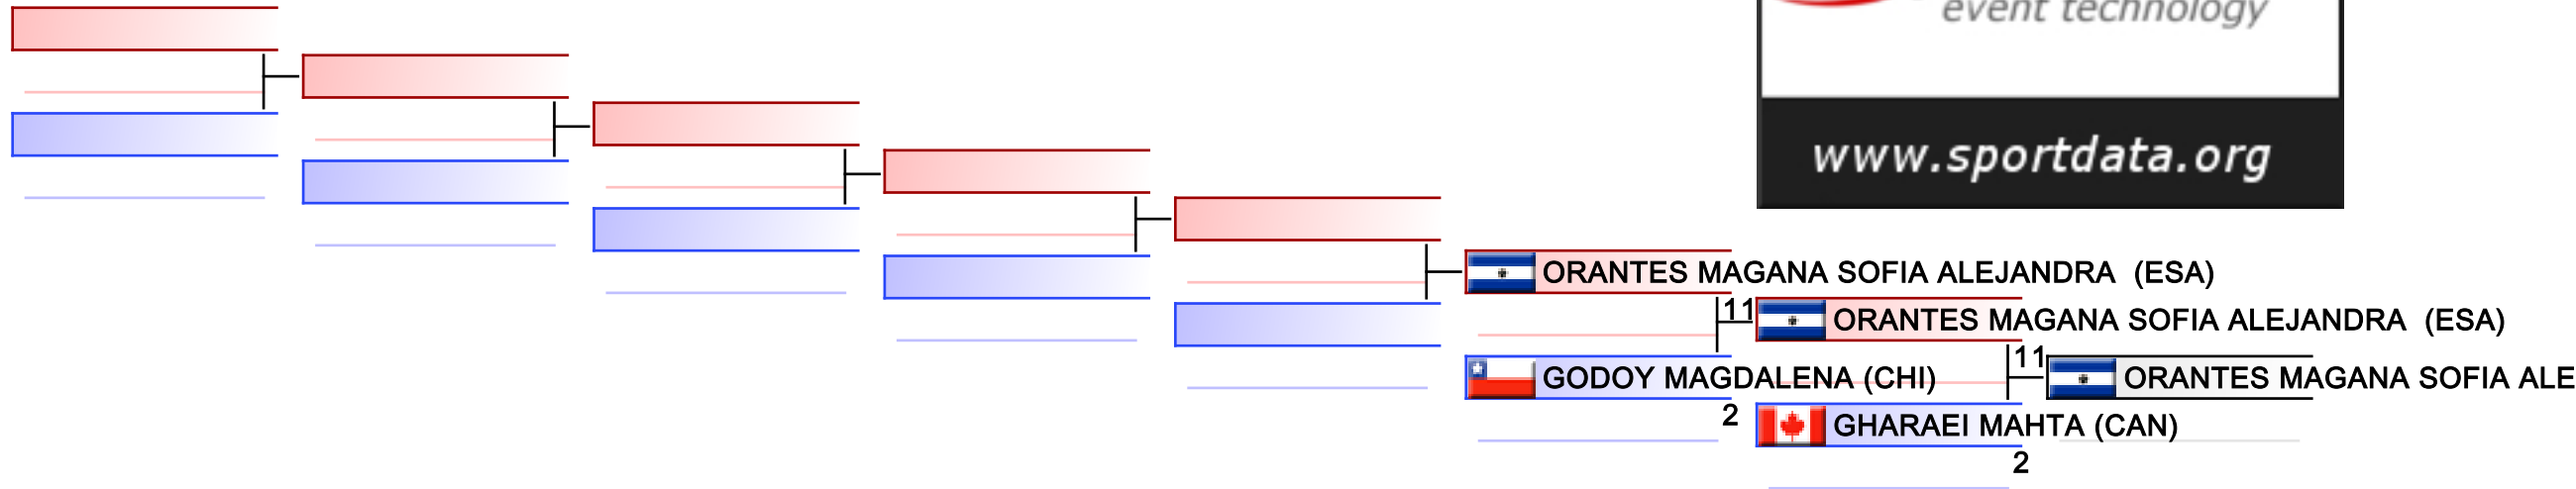 event technology
www.sportdata.org
ORANTES MAGANA SOFIA ALEJANDRA (ESA)
11
ORANTES MAGANA SOFIA ALEJANDRA (ESA)
GODOY MAGDALENA (CHI)
2
11
ORANTES MAGANA SOFIA ALE
GHARAEI MAHTA (CAN)
2